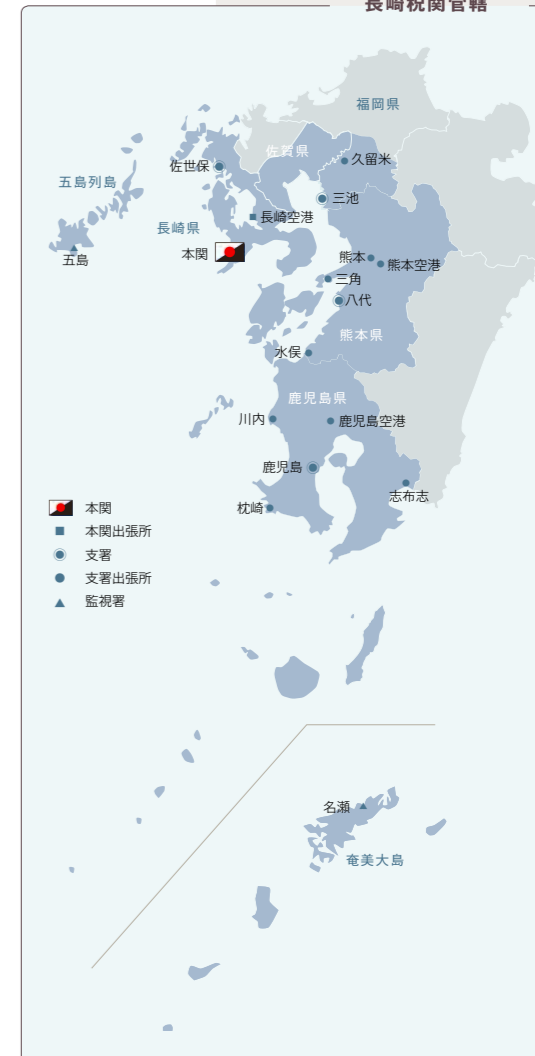 長崎税関管轄
福岡県
佐賀県
久留米
佐世保
五島列島
三池
長崎空港
長崎県
本関
五島
熊本
熊本空港
三角
八代
熊本県
水俣
鹿児島県
川内
鹿児島空港
鹿児島
志布志
枕崎
本関
本関出張所
支署
支署出張所
監視署
名瀬
奄美大島